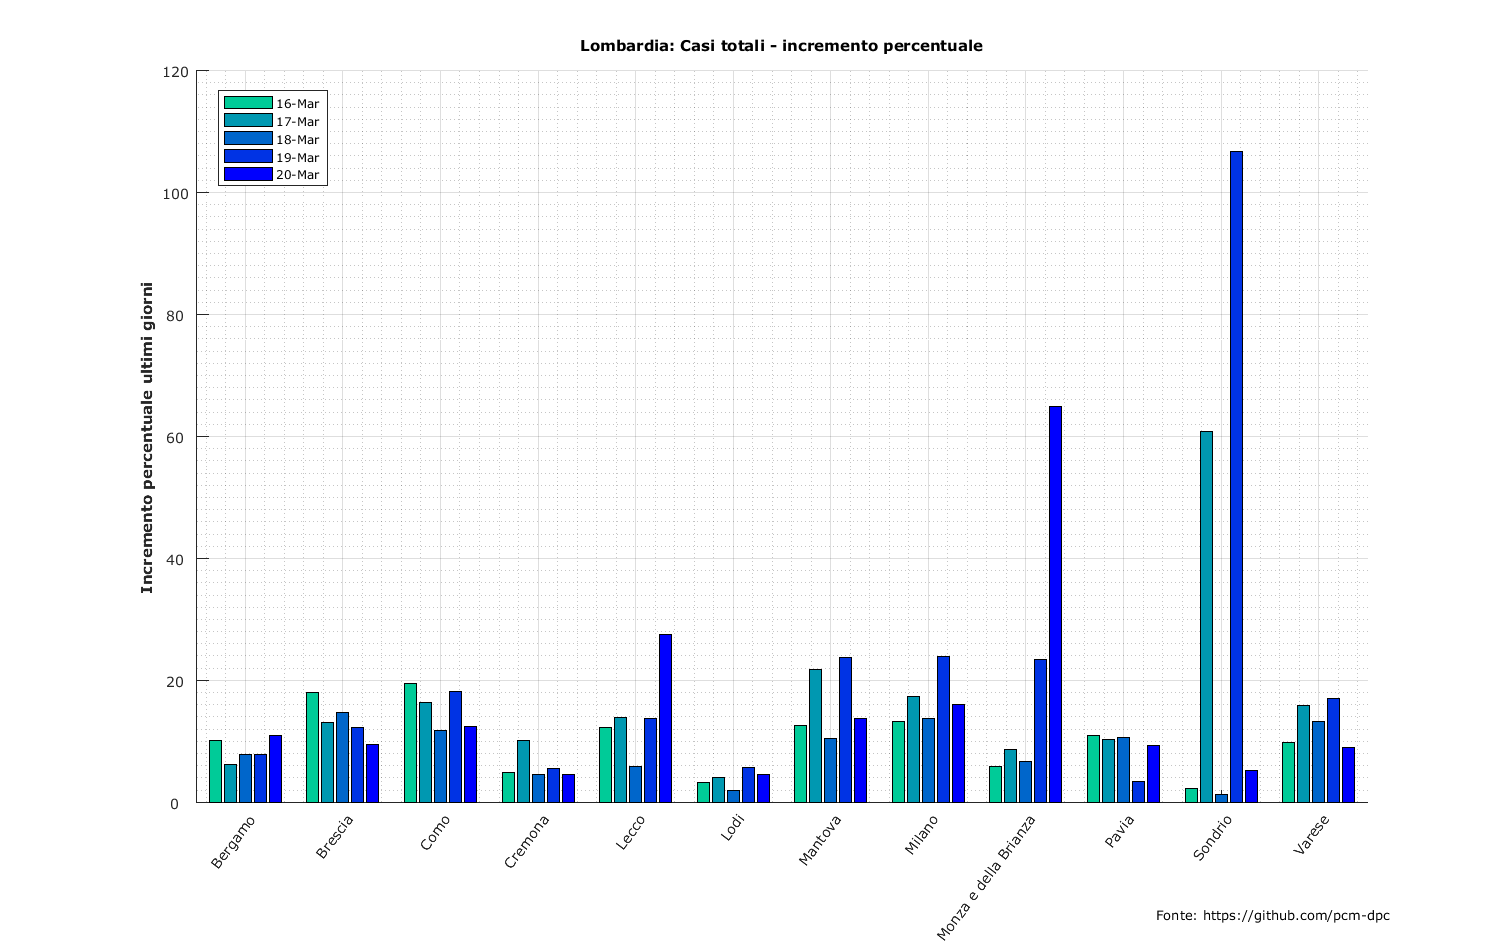 Lombardia: Casi totali - incremento percentuale
120
100
80
60
40
20
0
Incremento percentuale ultimi giorni
16-Mar
17-Mar
18-Mar
19-Mar
20-Mar
Bergamo
Brescia
Como
Cremona
Lecco
Lodi
Mantova
Milano
Monza e della Brianza
Pavia
Sondrio
Varese
Fonte: https://github.com/pcm-dpc